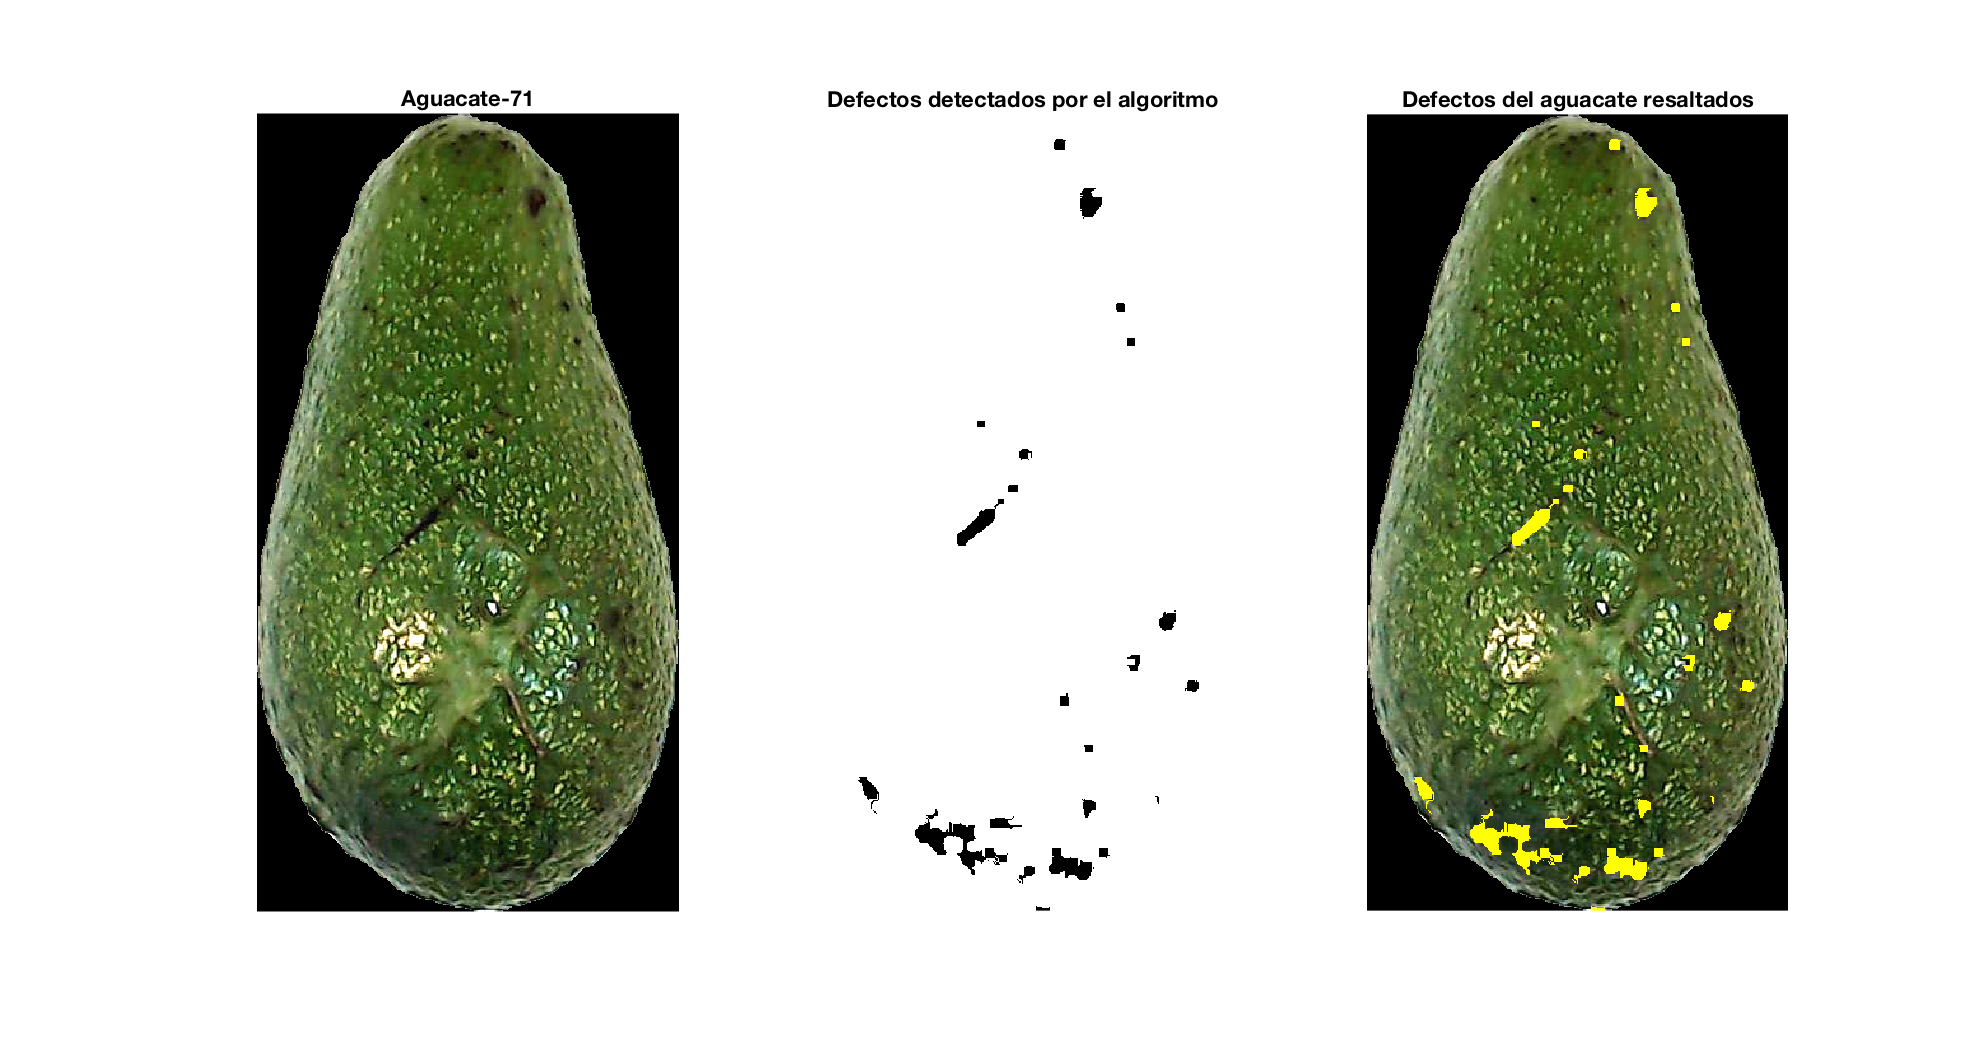 Aguacate-71
Defectos detectados por el algoritmo
Defectos del aguacate resaltados